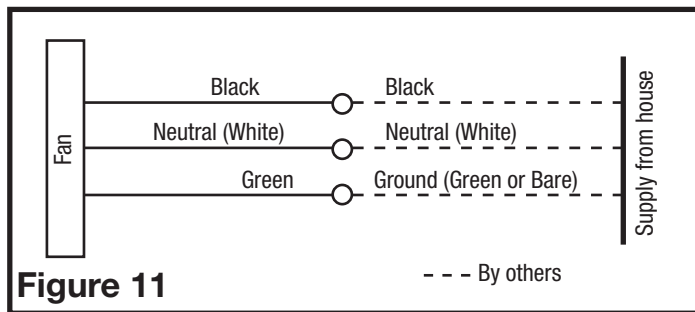 Black
Black
Neutral (White)
Neutral (White)
Green
Ground (Green or Bare)
Fan
Supply from house
--- By others
Figure 11